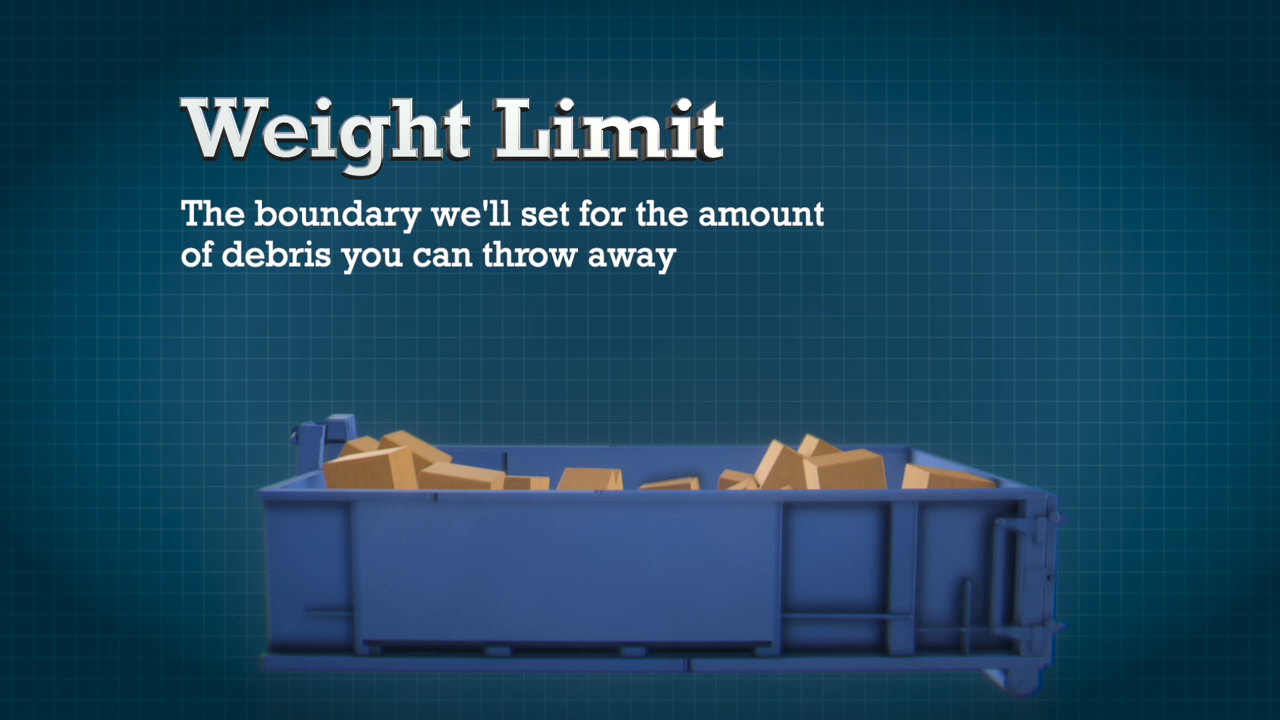 Weight Limit
The boundary we'll set for the amount
of debris you can throw away